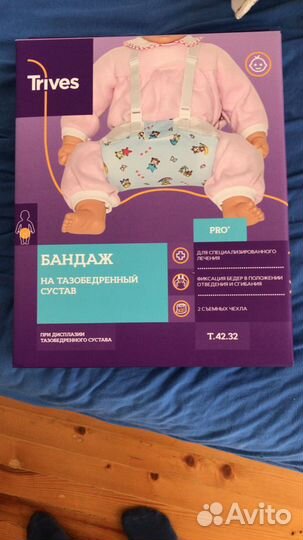 Trives
PRO+
БАНДАЖ
НА ТАЗОБЕДРЕННЫЙ
СУСТАВ
ДЛЯ СПЕЦИАЛИЗИРОВАННОГО
ЛЕЧЕНИЯ
ФИКСАЦИЯ БЕДЕР В ПОЛОЖЕНИИ
ОТВЕДЕНИЯ И СГИБАНИЯ
2 СЪЕМНЫХ ЧЕХЛА
ПРИ ДИСПЛАЗИИ
ТАЗОБЕДРЕННОГО СУСТАВА
Т.42.32
Avito